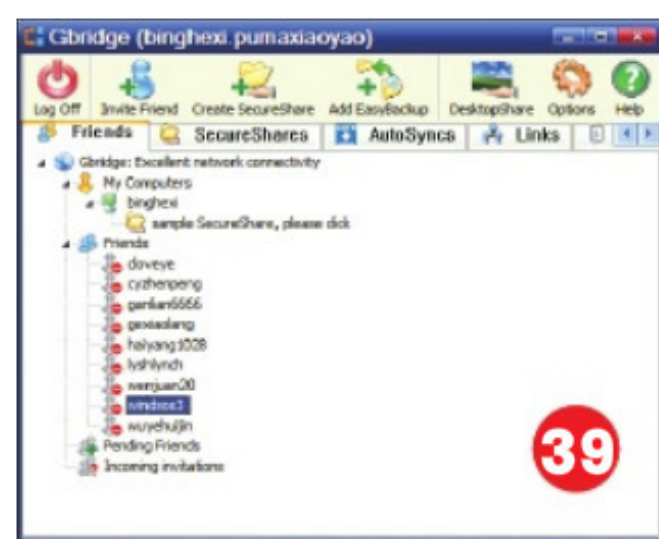 Gbridge (binghexi.pumaxiaoyao)
Log Off Invite Friend Create SecureShare Add EasyBackup DesktopShare Options Help
Friends SecureShares AutoSyncs Links
Gbridge: Excellent network connectivity
My Computers
binghexi
sample SecureShare, please click
Friends
doveye
cyzhenpeng
ganlian6666
gexiaolang
haiyang1028
lyshlynch
wenjuan20
wuyehuijin
Pending Friends
Incoming invitations
39